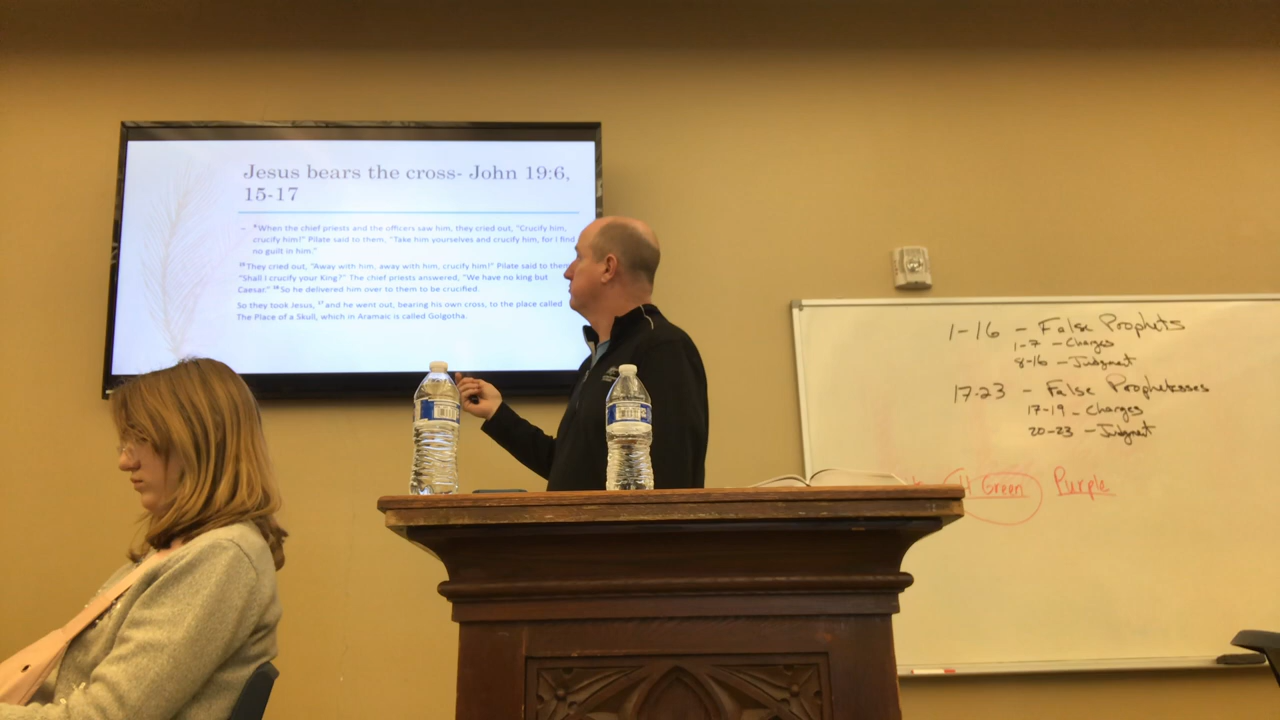 Jesus bears the cross- John 19:6,
15-17
– ⁶When the chief priests and the officers saw him, they cried out, "Crucify him,
crucify him!" Pilate said to them, "Take him yourselves and crucify him, for I find
no guilt in him."
¹⁵They cried out, "Away with him, away with him, crucify him!" Pilate said to them
"Shall I crucify your King?" The chief priests answered, "We have no king but
Caesar." ¹⁶So he delivered him over to them to be crucified.
So they took Jesus, ¹⁷and he went out, bearing his own cross, to the place called
The Place of a Skull, which in Aramaic is called Golgotha.
1-16 - False Prophets
1-7 - Charges
8-16 - Judgment
17-23 - False Prophetesses
17-19 - Charges
20-23 - Judgment
Green Purple